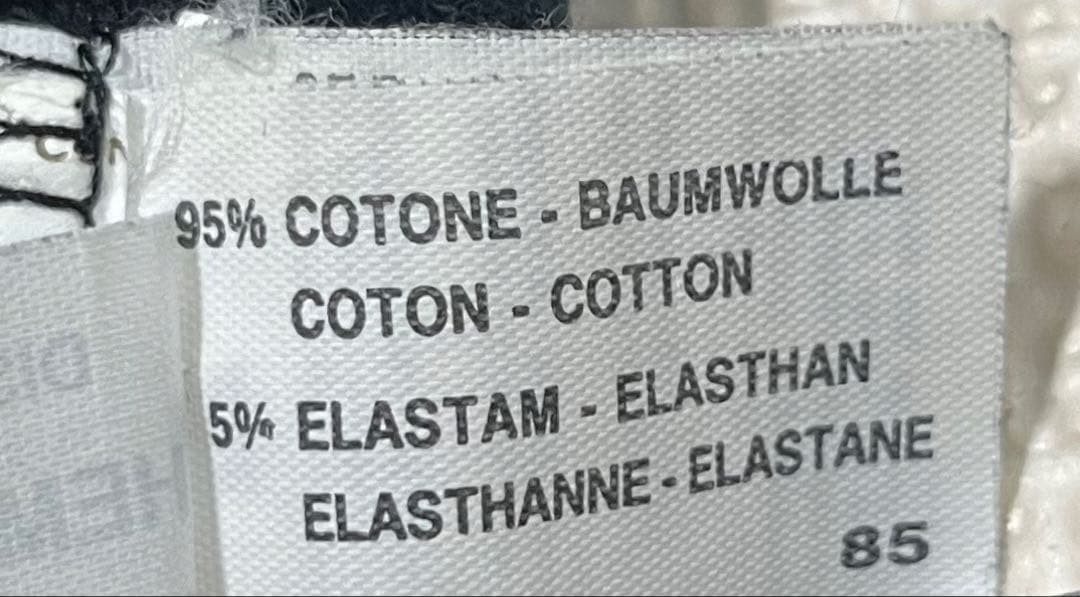 95% COTONE - BAUMWOLLE
COTON - COTTON
5% ELASTAM - ELASTHAN
ELASTHANNE - ELASTANE
85